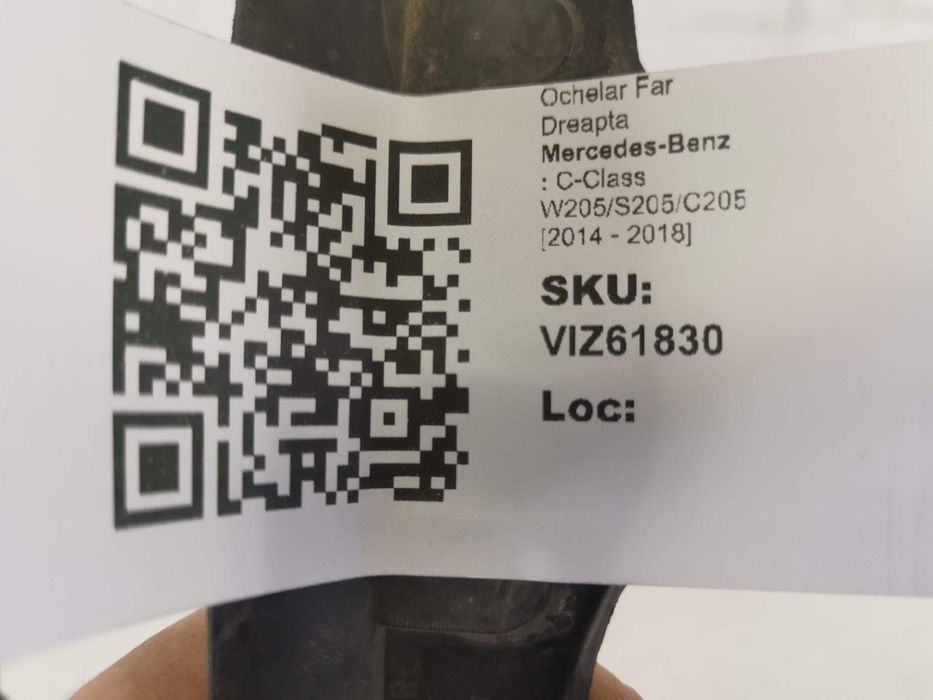 Ochelar Far
Dreapta
Mercedes-Benz
: C-Class
W205/S205/C205
[2014 - 2018]
SKU:
VIZ61830
Loc: